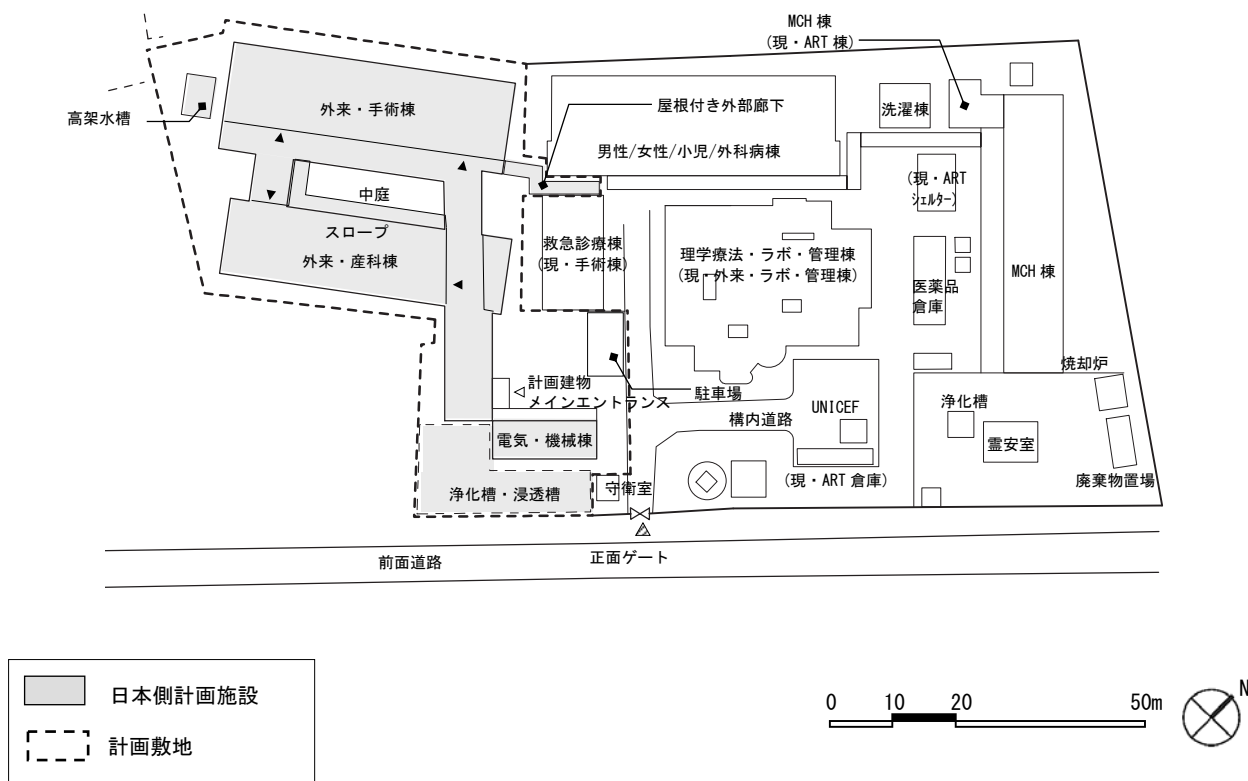 MCH 棟
(現・ART 棟)
高架水槽
外来・手術棟
屋根付き外部廊下
洗濯棟
男性/女性/小児/外科病棟
中庭
スロープ
外来・産科棟
救急診療棟
(現・手術棟)
理学療法・ラボ・管理棟
(現・外来・ラボ・管理棟)
(現・ART
シェルター)
医薬品
倉庫
MCH 棟
計画建物
メインエントランス
駐車場
構内道路
UNICEF
焼却炉
浄化槽
霊安室
電気・機械棟
浄化槽・浸透槽
守衛室
(現・ART 倉庫)
廃棄物置場
前面道路
正面ゲート
日本側計画施設
計画敷地
0 10 20 50m
N